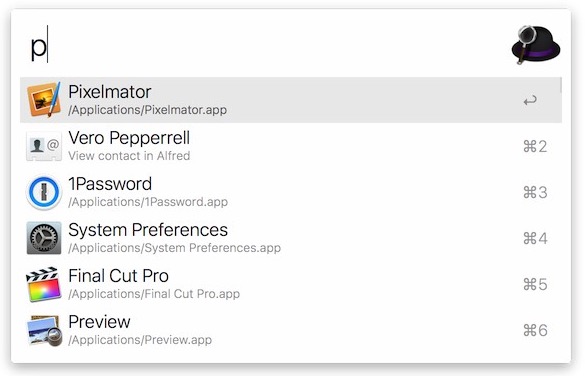 p
Pixelmator
/Applications/Pixelmator.app
↩
Vero Pepperrell
View contact in Alfred
⌘2
1Password
/Applications/1Password.app
⌘3
System Preferences
/Applications/System Preferences.app
⌘4
Final Cut Pro
/Applications/Final Cut Pro.app
⌘5
Preview
/Applications/Preview.app
⌘6